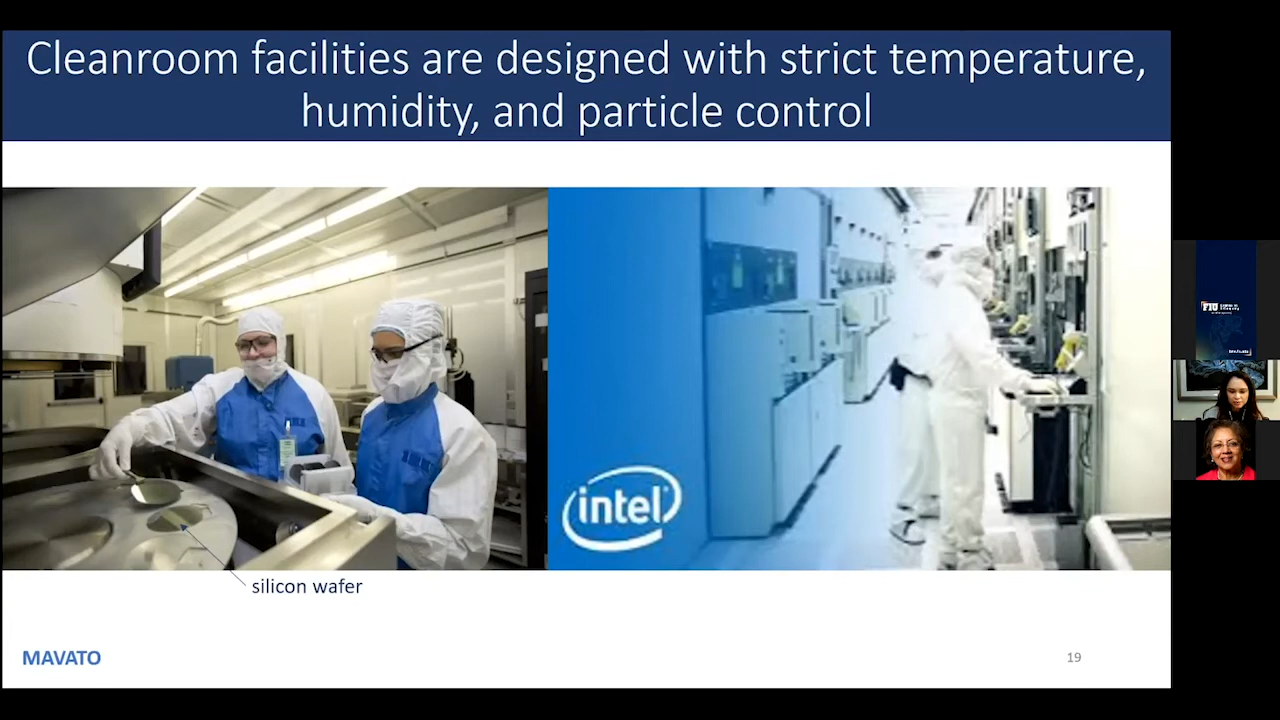 Cleanroom facilities are designed with strict temperature,
humidity, and particle control
intel
silicon wafer
MAVATO
19